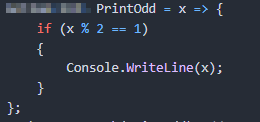 PrintOdd = x => {
if (x % 2 == 1)
{
Console.WriteLine(x);
}
};